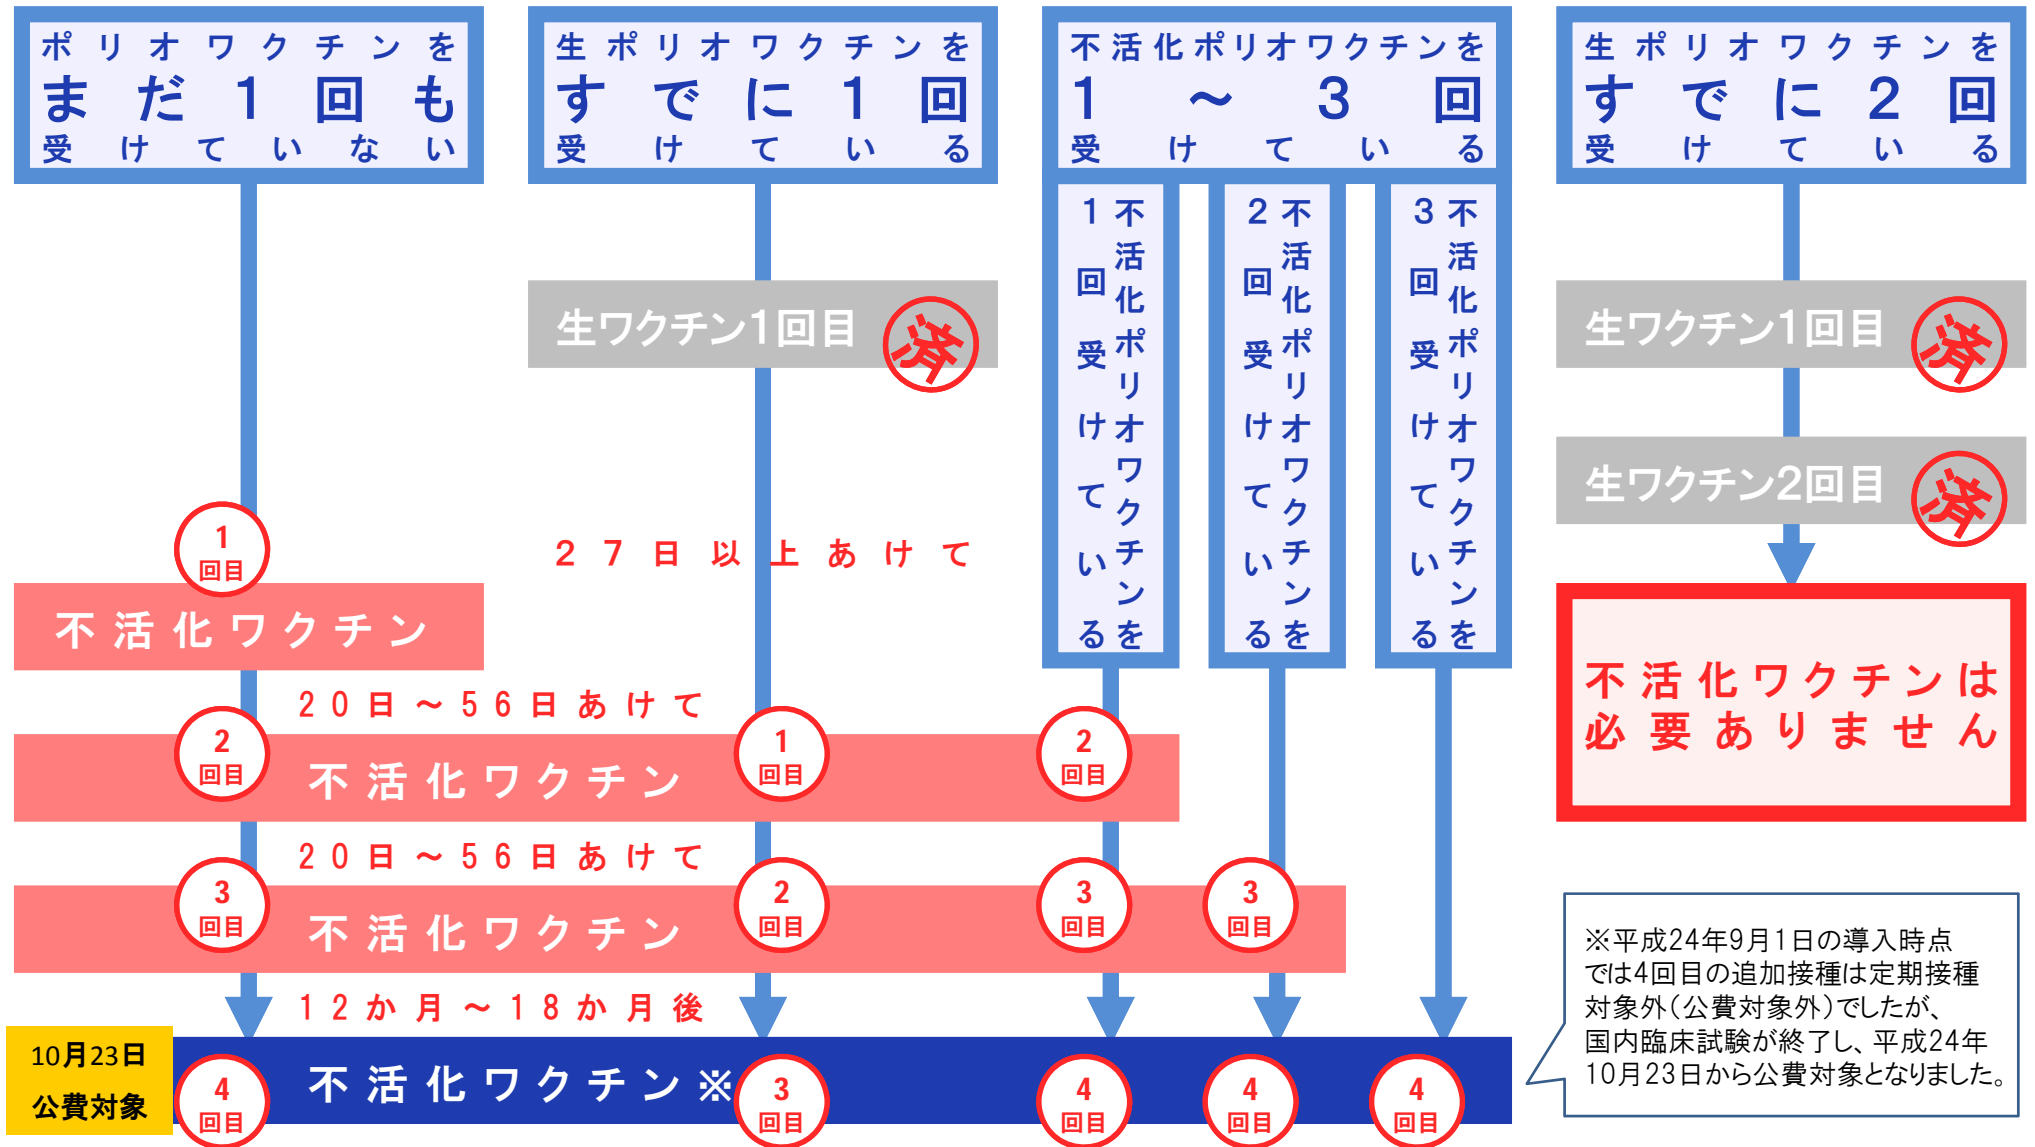 ポリオワクチンを
まだ1回も
受けていない
生ポリオワクチンを
すでに1回
受けている
不活化ポリオワクチンを
1～3回
受けている
生ポリオワクチンを
すでに2回
受けている
不活化ポリオワクチンを
1回受けている
不活化ポリオワクチンを
2回受けている
不活化ポリオワクチンを
3回受けている
生ワクチン1回目
済
生ワクチン1回目
済
生ワクチン2回目
済
1
回目
27日以上あけて
不活化ワクチン
不活化ワクチンは
必要ありません
20日～56日あけて
2
回目
不活化ワクチン
1
回目
2
回目
20日～56日あけて
3
回目
不活化ワクチン
2
回目
3
回目
3
回目
12か月～18か月後
10月23日
公費対象
4
回目
不活化ワクチン※
3
回目
4
回目
4
回目
4
回目
※平成24年9月1日の導入時点
では4回目の追加接種は定期接種
対象外(公費対象外)でしたが、
国内臨床試験が終了し、平成24年
10月23日から公費対象となりました。